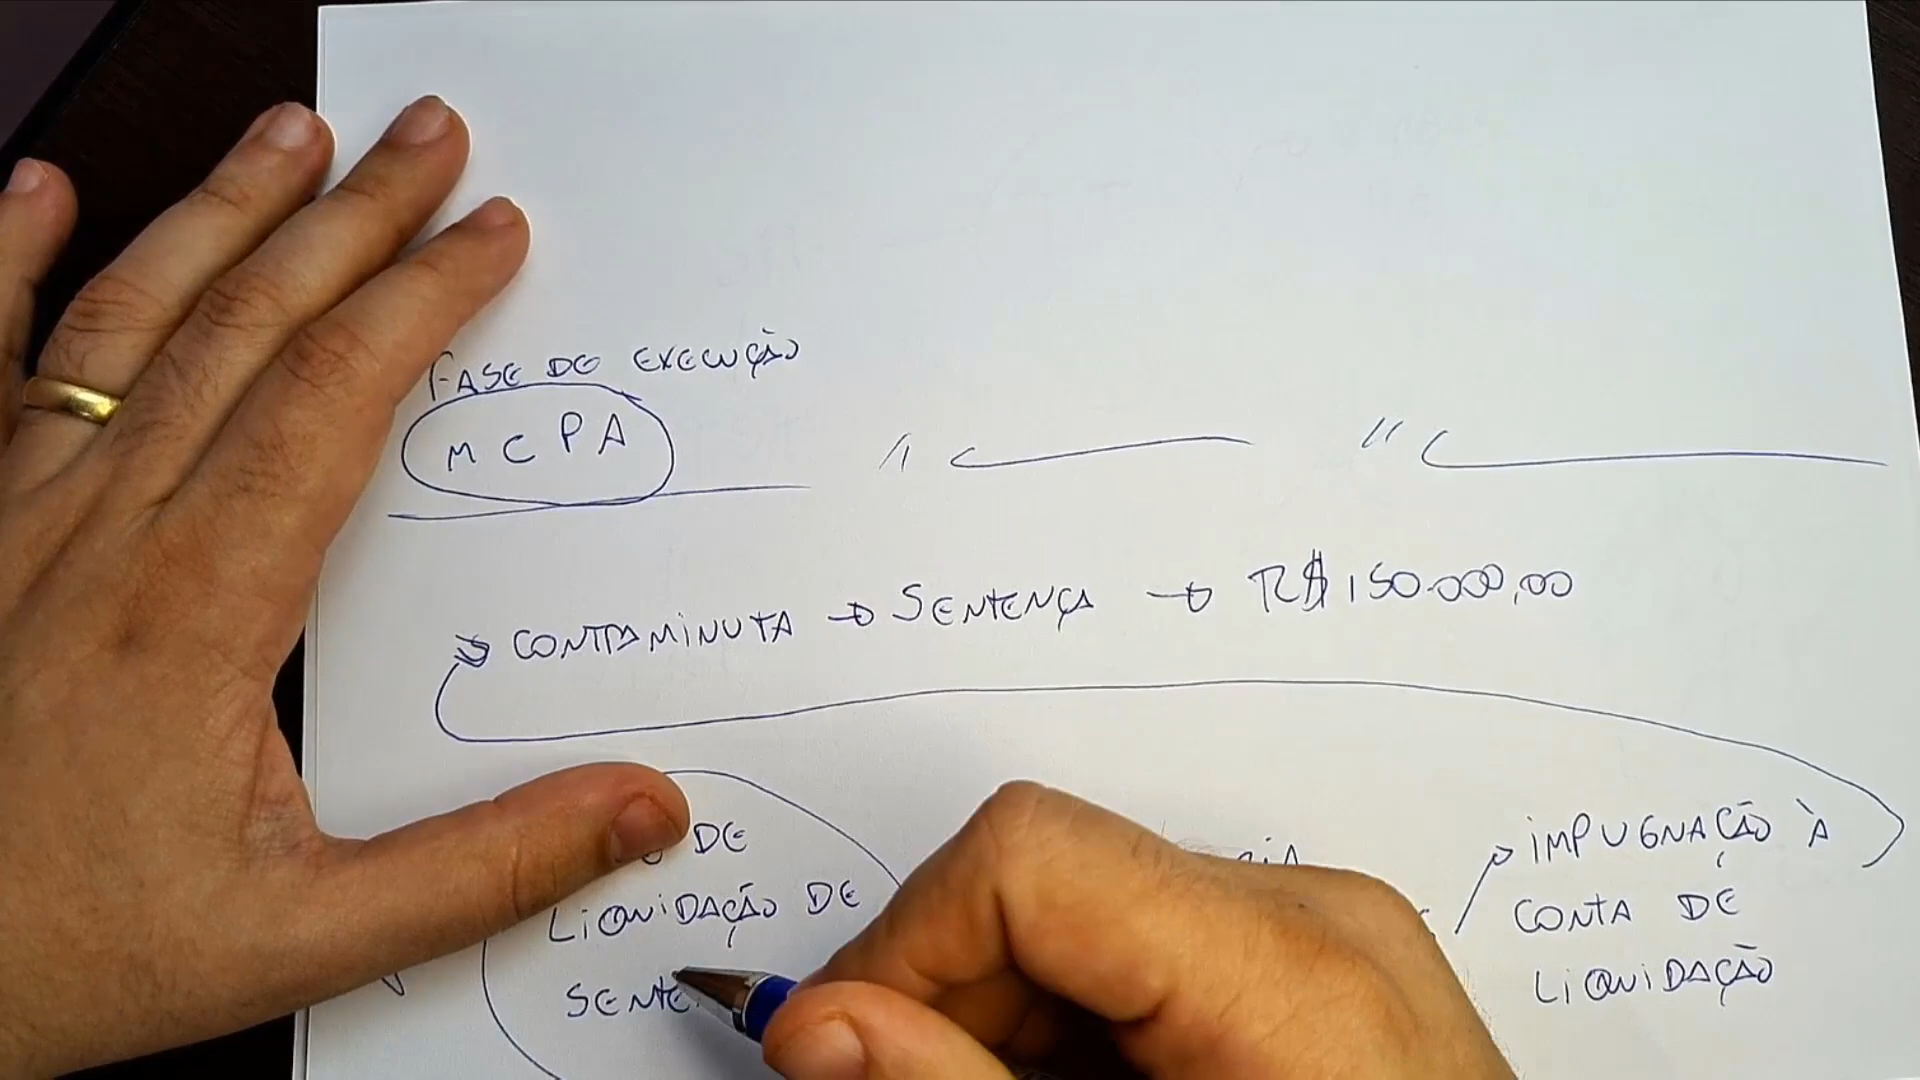 FASE DE EXECUÇÃO
MCPA
CONTAMINUTA → SENTENÇA → R$ 150.000,00
DE
LIQUIDAÇÃO DE
IMPUGNAÇÃO À
CONTA DE
LIQUIDAÇÃO